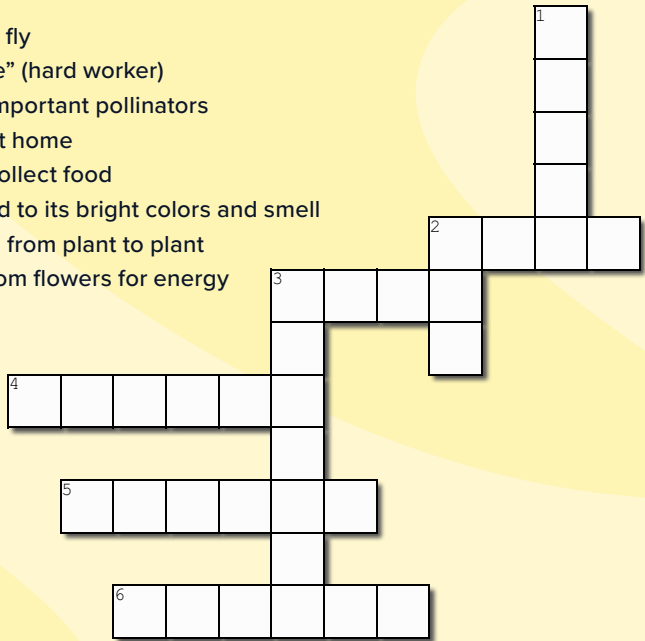 fly
e” (hard worker)
mportant pollinators
t home
ollect food
d to its bright colors and smell
from plant to plant
om flowers for energy
1
2
3
4
5
6